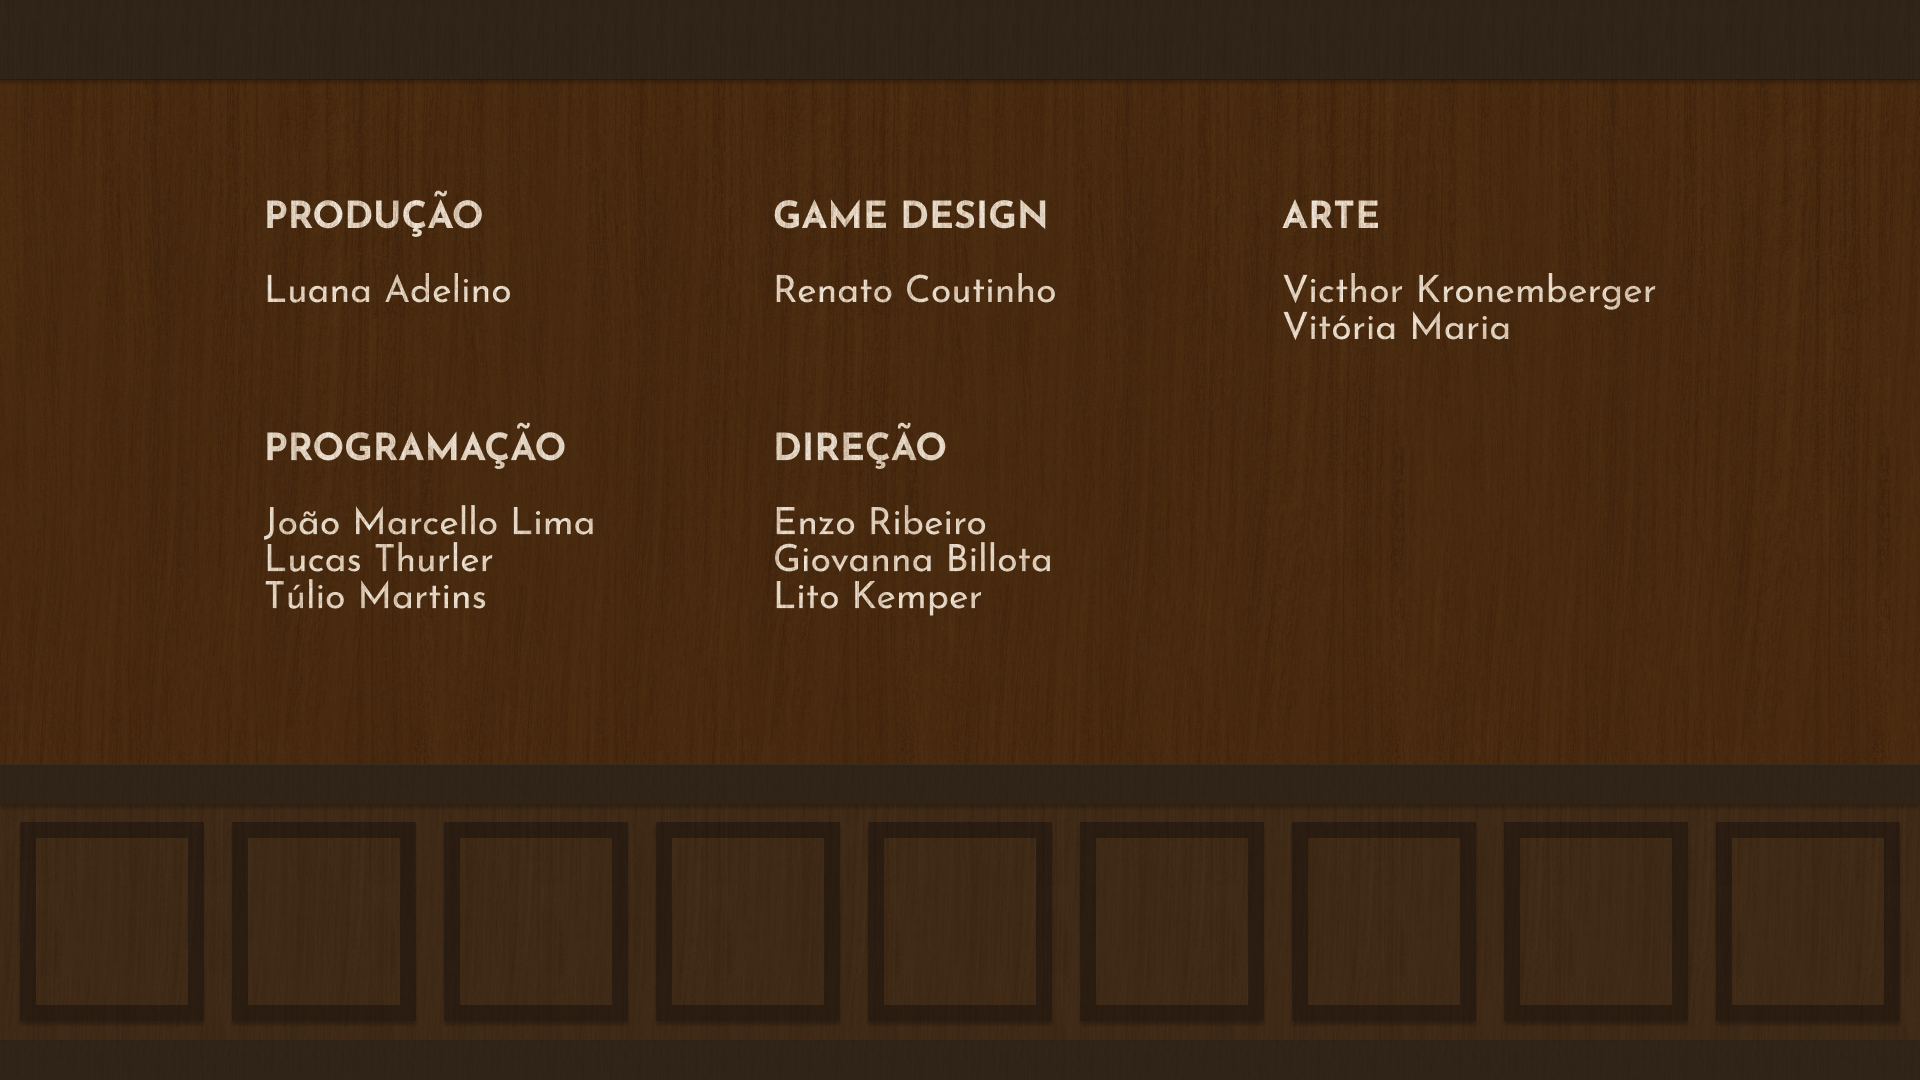 PRODUÇÃO
Luana Adelino
GAME DESIGN
Renato Coutinho
ARTE
Victhor Kronemberger
Vitória Maria
PROGRAMAÇÃO
João Marcello Lima
Lucas Thurler
Túlio Martins
DIREÇÃO
Enzo Ribeiro
Giovanna Billota
Lito Kemper